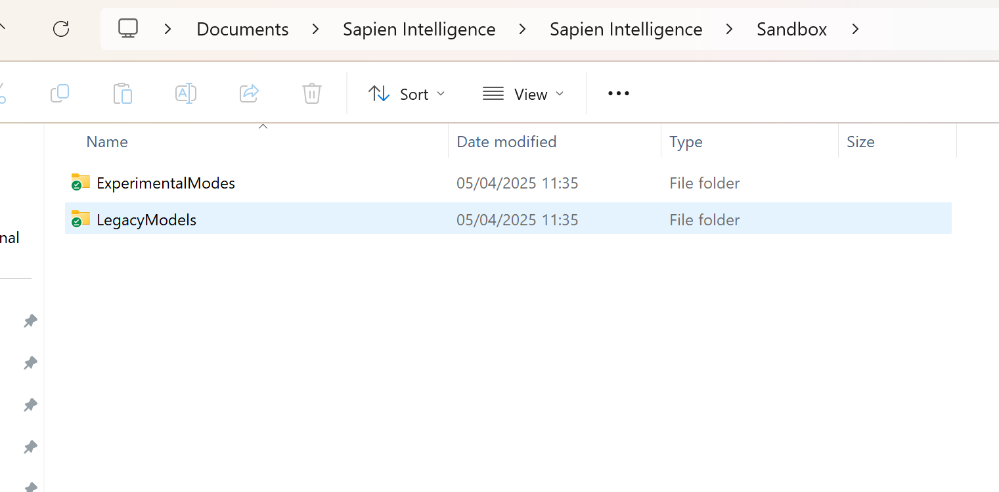 Documents Sapien Intelligence Sapien Intelligence Sandbox
Sort View
Name Date modified Type Size
ExperimentalModes 05/04/2025 11:35 File folder
LegacyModels 05/04/2025 11:35 File folder
nal